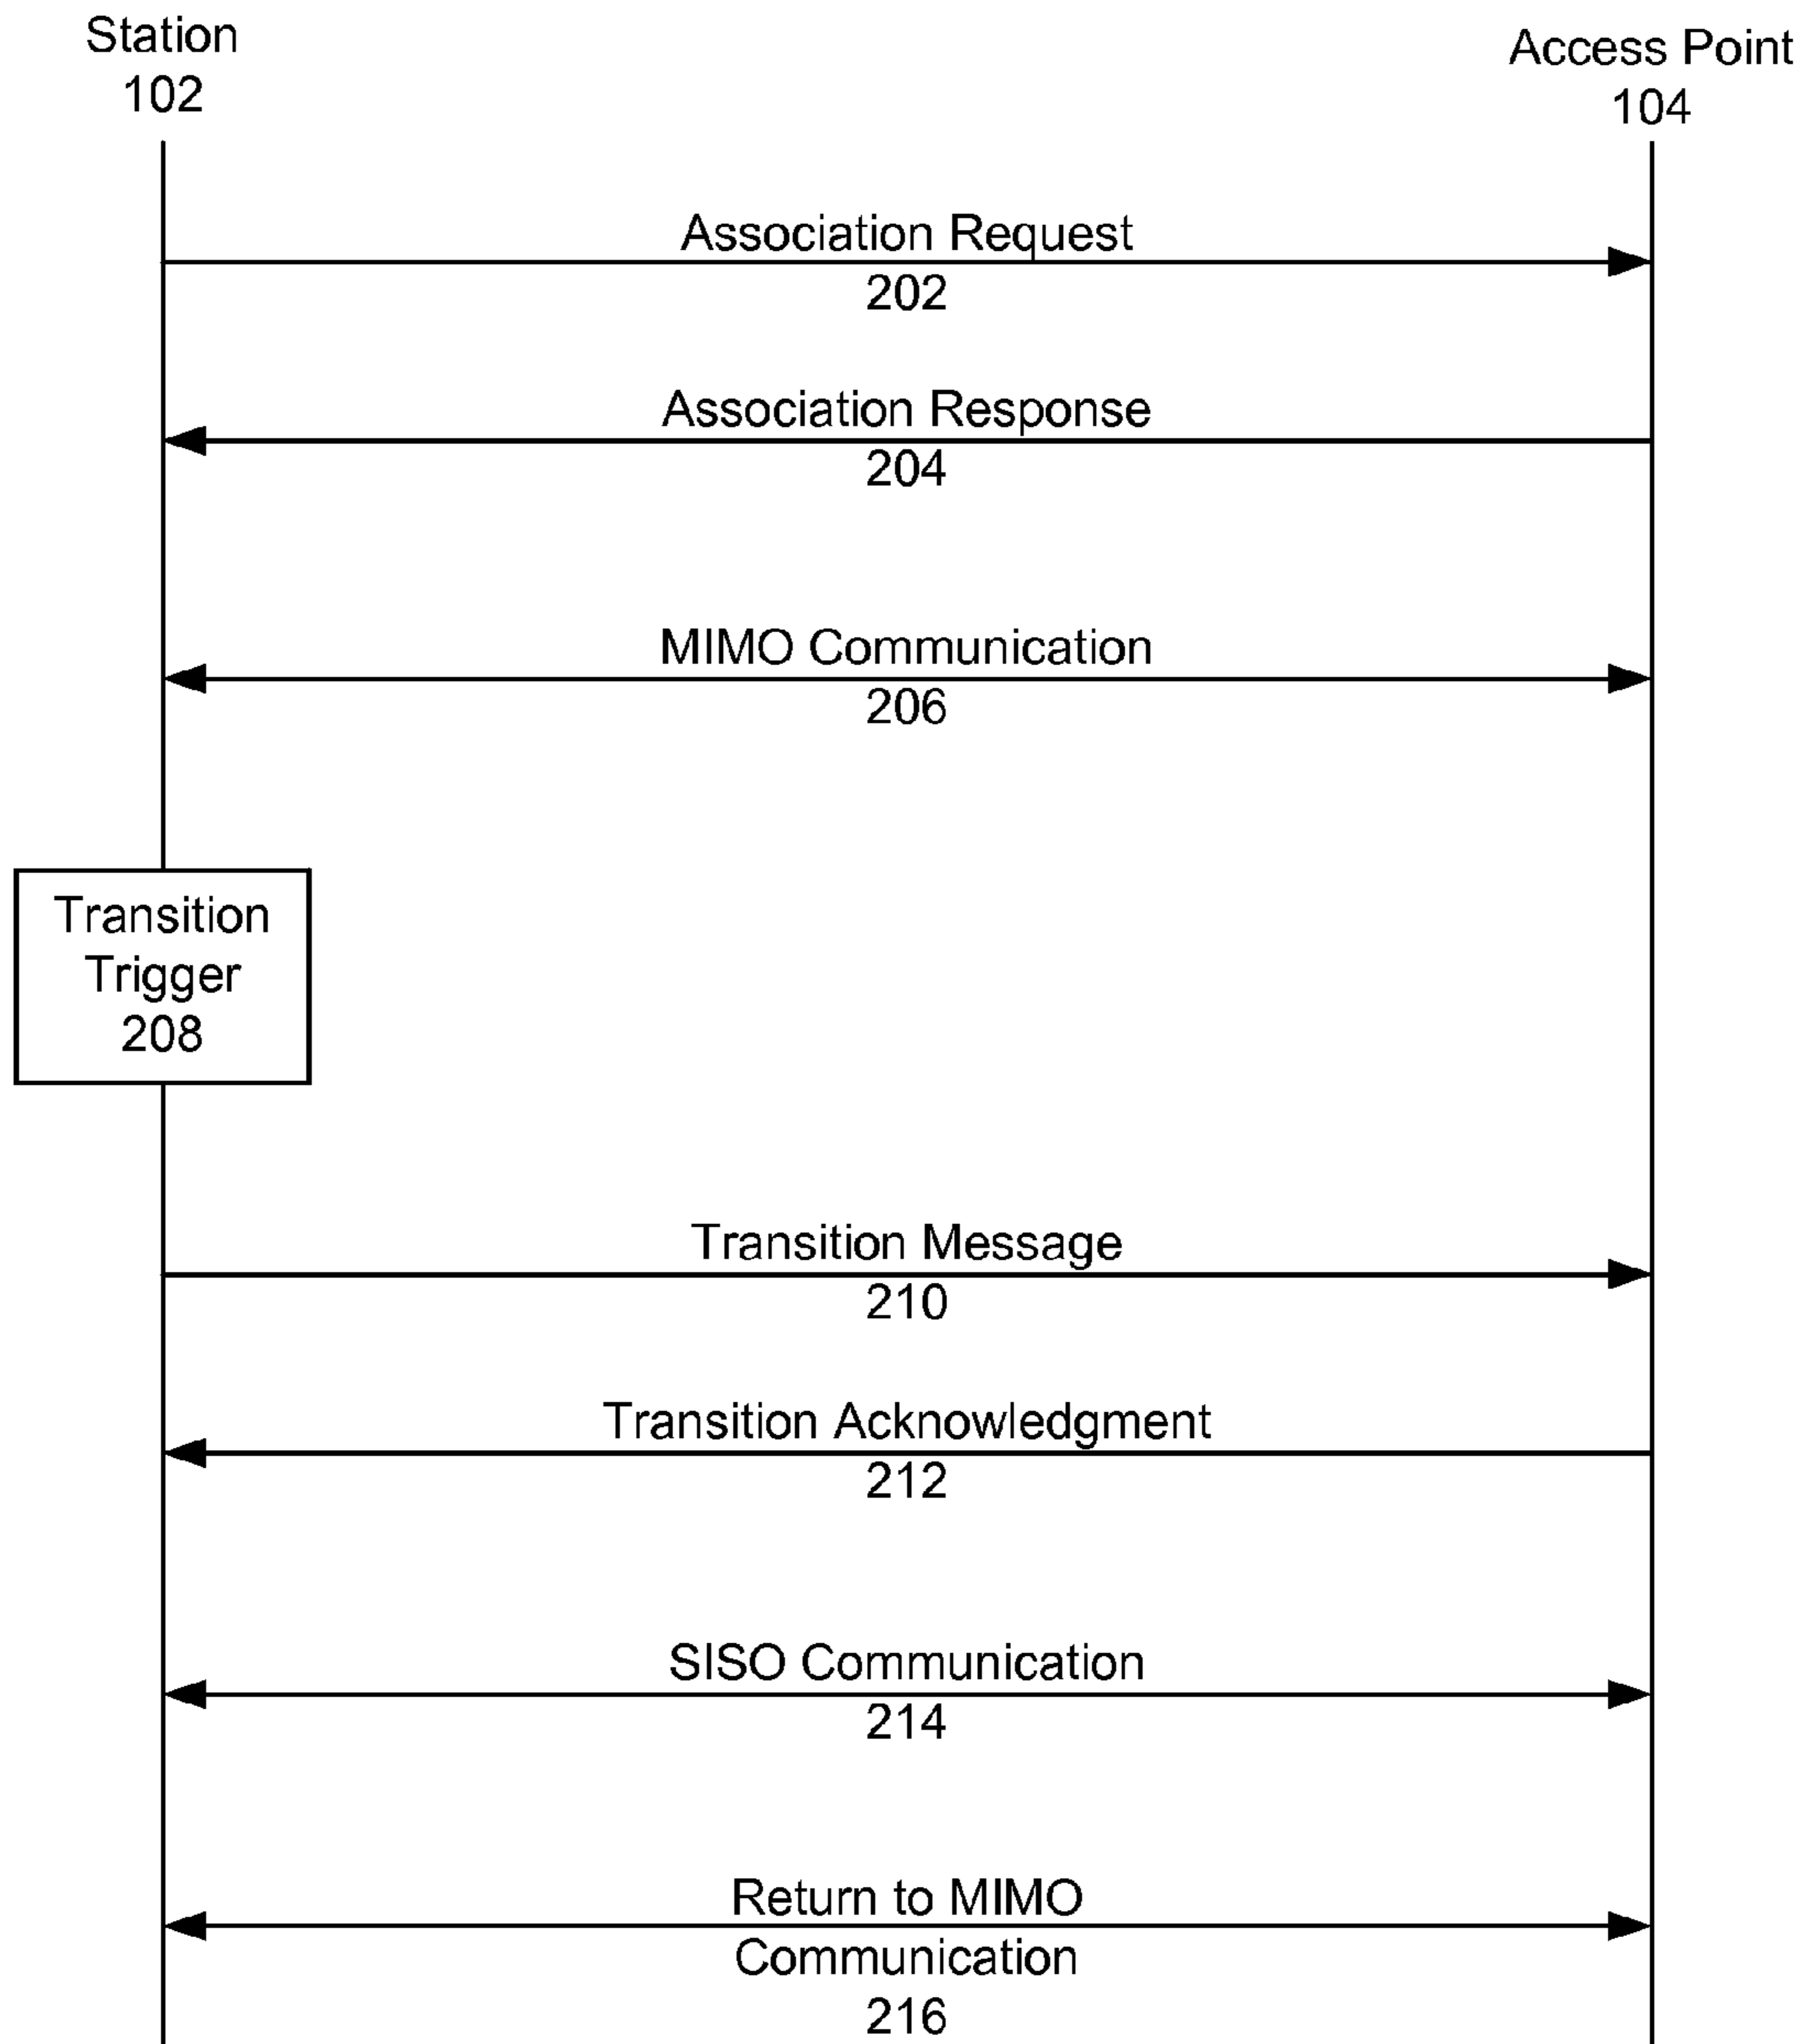 Station
102
Access Point
104
Association Request
202
Association Response
204
MIMO Communication
206
Transition
Trigger
208
Transition Message
210
Transition Acknowledgment
212
SISO Communication
214
Return to MIMO
Communication
216